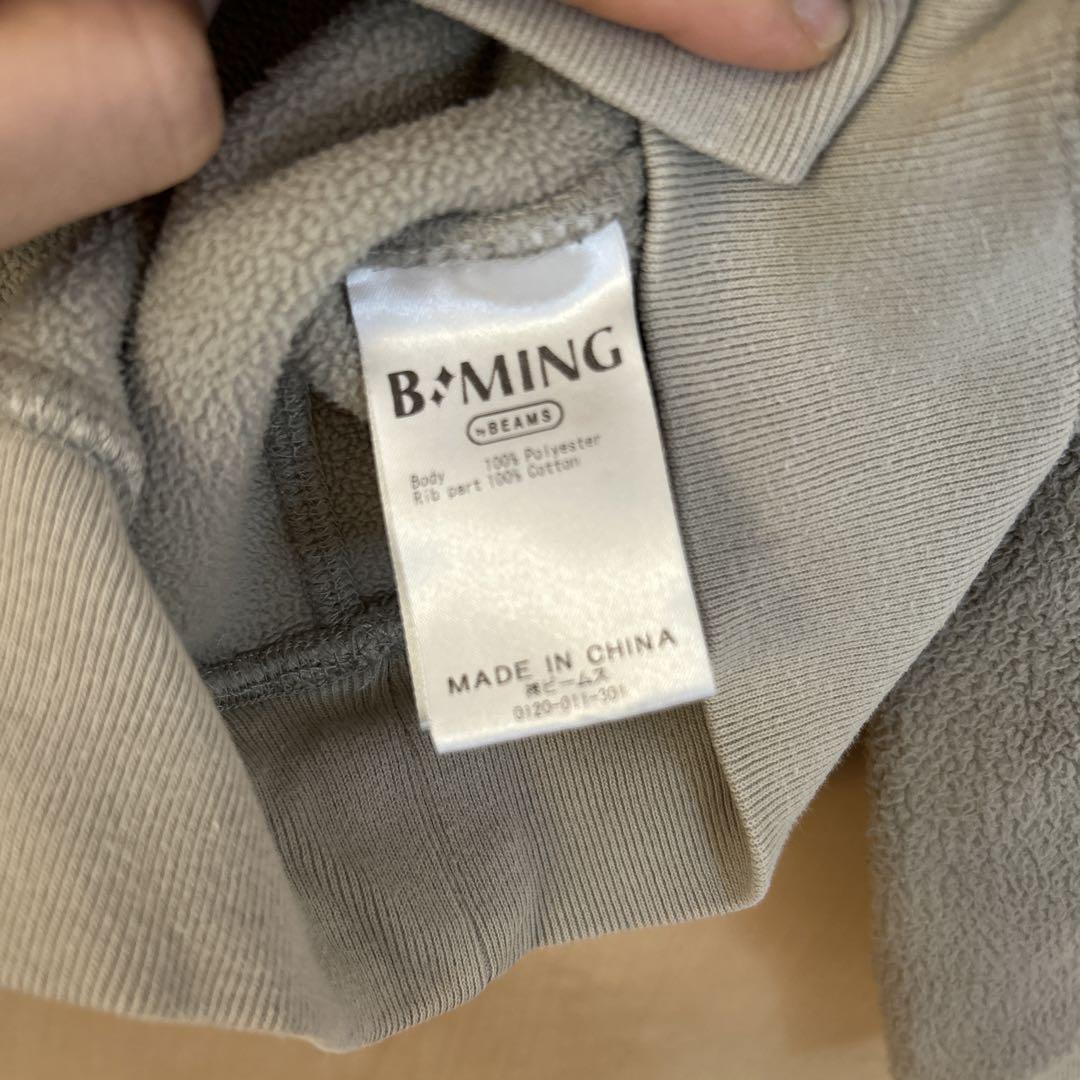 B:MING
by BEAMS
Body 100% Polyester
Rib part 100% Cotton
MADE IN CHINA
㈱ビームス
0120-011-301